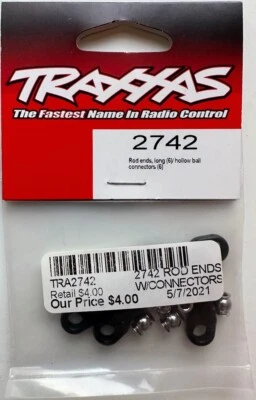 TRAXXAS
The Fastest Name In Radio Control
2742
Rod ends, long (6)/ hollow ball
connectors (6)
TRA2742
Retail $4.00
Our Price $4.00
2742 ROD ENDS
W/CONNECTORS
5/7/2021